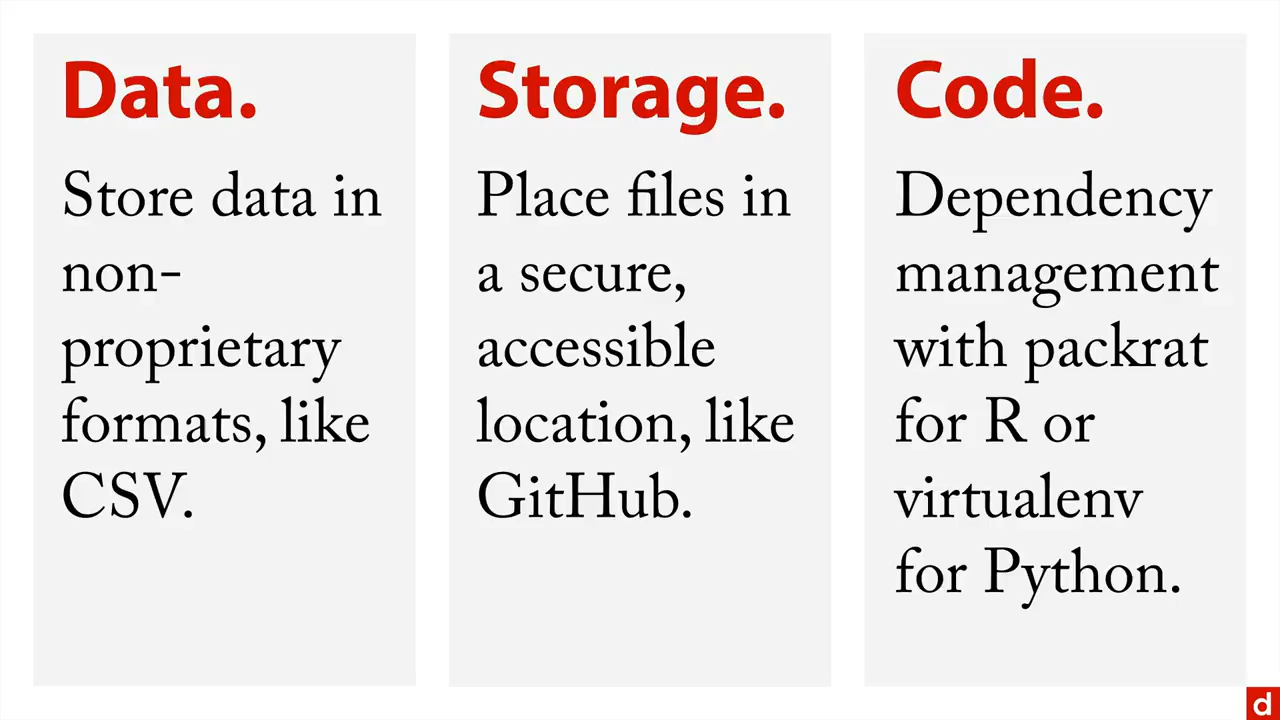 Data.
Store data in
non-
proprietary
formats, like
CSV.
Storage.
Place files in
a secure,
accessible
location, like
GitHub.
Code.
Dependency
management
with packrat
for R or
virtualenv
for Python.
d